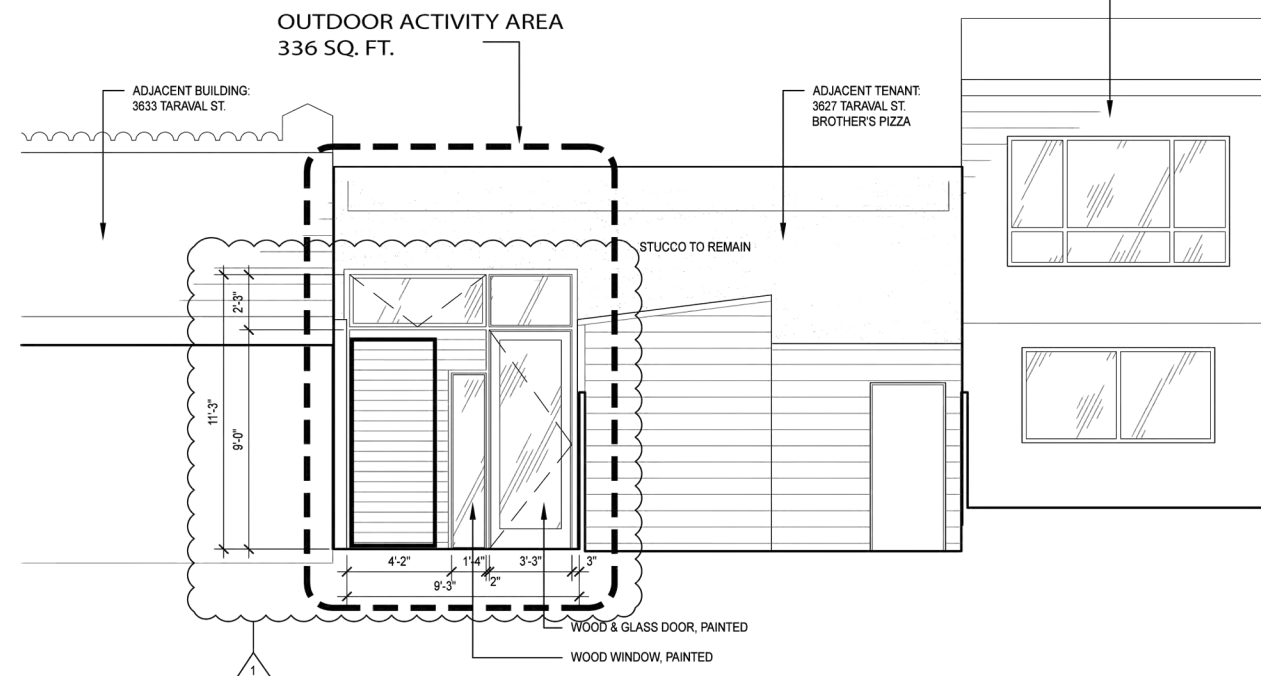 OUTDOOR ACTIVITY AREA
336 SQ. FT.
ADJACENT BUILDING:
3633 TARAVAL ST.
ADJACENT TENANT:
3627 TARAVAL ST.
BROTHER'S PIZZA
STUCCO TO REMAIN
2'-3"
11'-3"
9'-0"
4'-2"
1'-4"
3'-3"
3"
9'-3"
2"
WOOD & GLASS DOOR, PAINTED
WOOD WINDOW, PAINTED
1